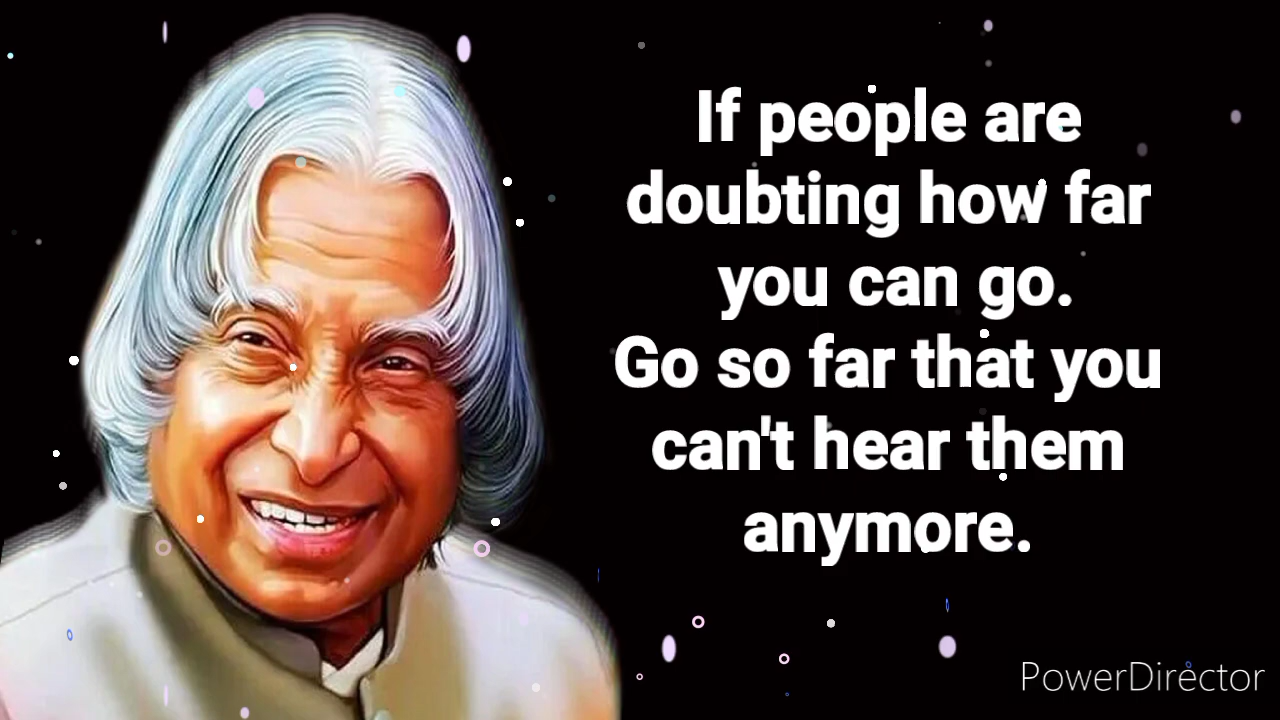 If people are
doubting how far
you can go.
Go so far that you
can't hear them
anymore.
PowerDirector